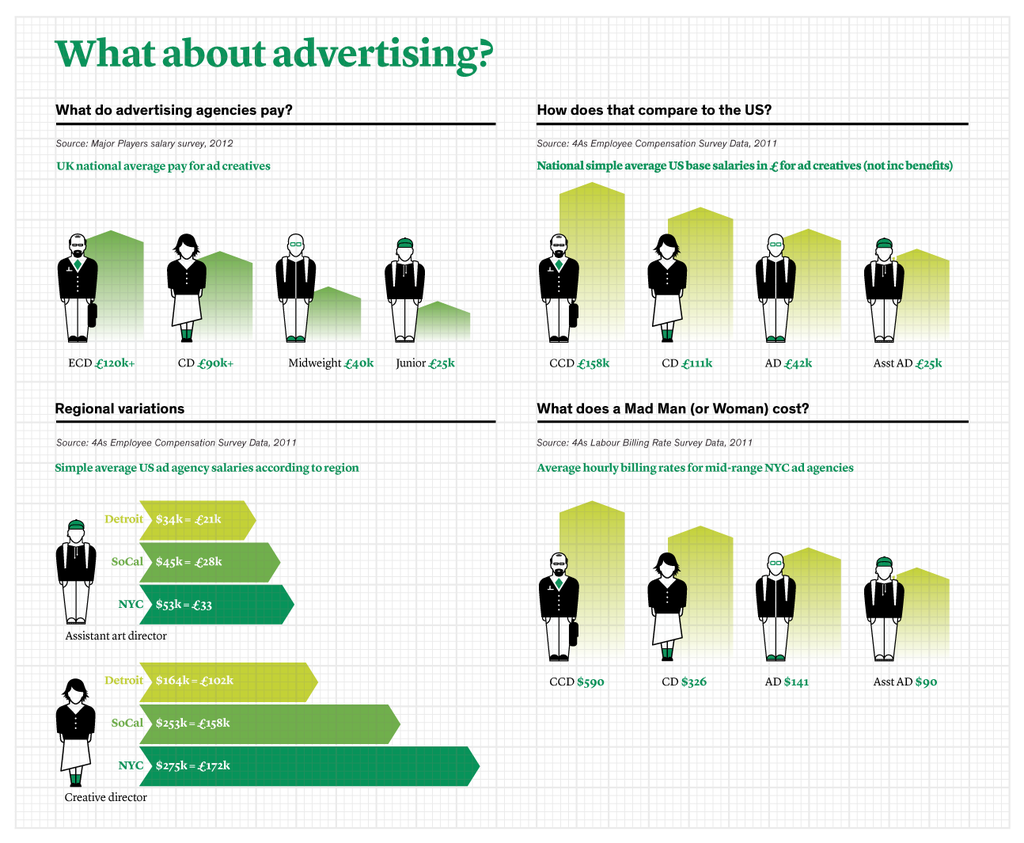 What about advertising?
What do advertising agencies pay?
Source: Major Players salary survey, 2012
UK national average pay for ad creatives
ECD £120k+
CD £90k+
Midweight £40k
Junior £25k
How does that compare to the US?
Source: 4As Employee Compensation Survey Data, 2011
National simple average US base salaries in £ for ad creatives (not inc benefits)
CCD £158k
CD £111k
AD £42k
Asst AD £25k
Regional variations
Source: 4As Employee Compensation Survey Data, 2011
Simple average US ad agency salaries according to region
Detroit $34k = £21k
SoCal $45k = £28k
NYC $53k = £33
Assistant art director
Detroit $164k = £102k
SoCal $253k = £158k
NYC $275k = £172k
Creative director
What does a Mad Man (or Woman) cost?
Source: 4As Labour Billing Rate Survey Data, 2011
Average hourly billing rates for mid-range NYC ad agencies
CCD $590
CD $326
AD $141
Asst AD $90